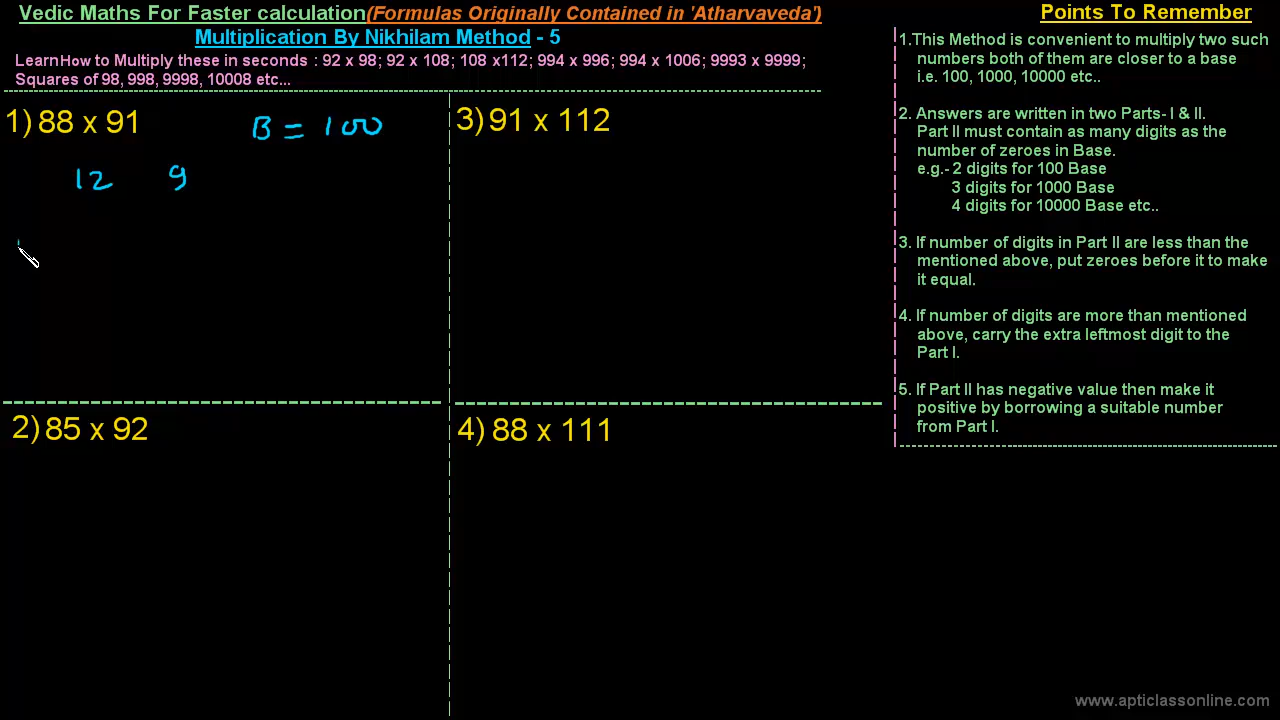 Vedic Maths For Faster calculation(Formulas Originally Contained in 'Atharvaveda')
Multiplication By Nikhilam Method - 5
LearnHow to Multiply these in seconds : 92 x 98; 92 x 108; 108 x112; 994 x 996; 994 x 1006; 9993 x 9999;
Squares of 98, 998, 9998, 10008 etc...
1) 88 x 91
B = 100
12 9
3) 91 x 112
2) 85 x 92
4) 88 x 111
Points To Remember
1.This Method is convenient to multiply two such
numbers both of them are closer to a base
i.e. 100, 1000, 10000 etc..
2. Answers are written in two Parts- I & II.
Part II must contain as many digits as the
number of zeroes in Base.
e.g.- 2 digits for 100 Base
3 digits for 1000 Base
4 digits for 10000 Base etc..
3. If number of digits in Part II are less than the
mentioned above, put zeroes before it to make
it equal.
4. If number of digits are more than mentioned
above, carry the extra leftmost digit to the
Part I.
5. If Part II has negative value then make it
positive by borrowing a suitable number
from Part I.
www.apticlassonline.com